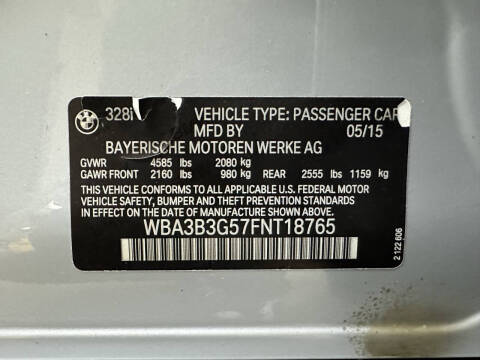 328i VEHICLE TYPE: PASSENGER CAR
MFD BY 05/15
BAYERISCHE MOTOREN WERKE AG
GVWR 4585 lbs 2080 kg
GAWR FRONT 2160 lbs 980 kg REAR 2555 lbs 1159 kg
THIS VEHICLE CONFORMS TO ALL APPLICABLE U.S. FEDERAL MOTOR
VEHICLE SAFETY, BUMPER, AND THEFT PREVENTION STANDARDS
IN EFFECT ON THE DATE OF MANUFACTURE SHOWN ABOVE.
WBA3B3G57FNT18765
2 122 606